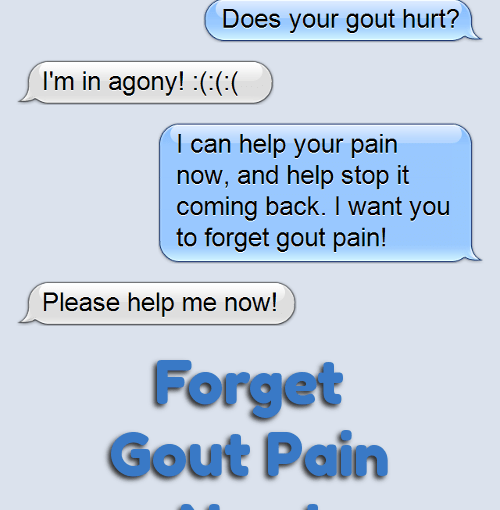 Does your gout hurt?
I'm in agony! :(:(:(
I can help your pain
now, and help stop it
coming back. I want you
to forget gout pain!
Please help me now!
Forget
Gout Pain